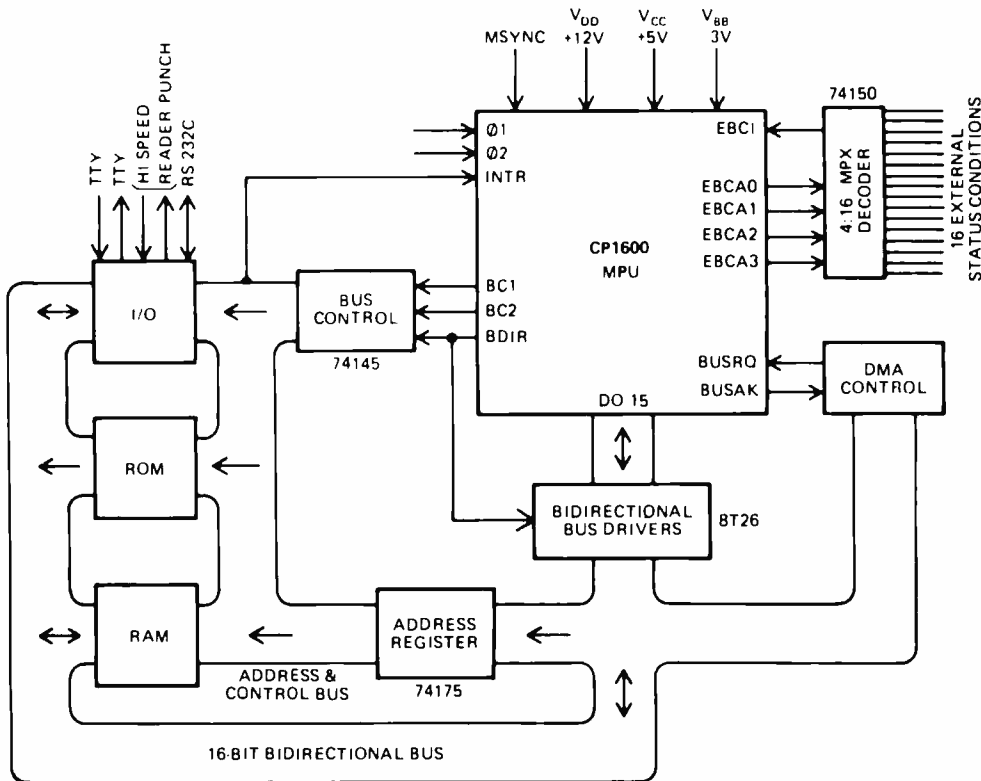 MSYNC
VDD
+12V
VCC
+5V
VBB
3V
74150
Ø1
Ø2
INTR
EBCI
EBCA0
EBCA1
EBCA2
EBCA3
4:16 MPX
DECODER
16 EXTERNAL
STATUS CONDITIONS
CP1600
MPU
TTY
TTY
HI SPEED
READER PUNCH
RS 232C
I/O
BUS
CONTROL
74145
BC1
BC2
BDIR
BUSRQ
BUSAK
DO 15
DMA
CONTROL
ROM
BIDIRECTIONAL
BUS DRIVERS
8T26
RAM
ADDRESS
REGISTER
74175
ADDRESS &
CONTROL BUS
16-BIT BIDIRECTIONAL BUS